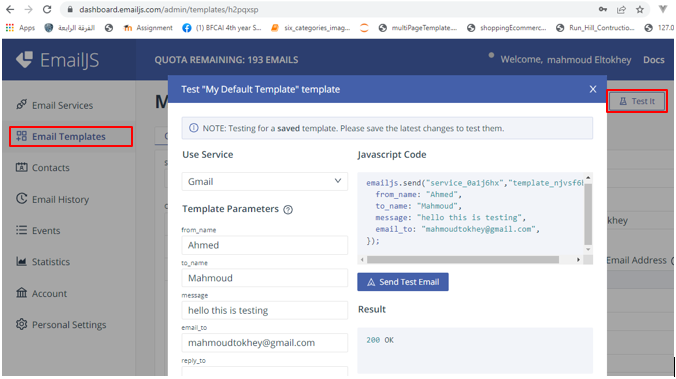 dashboard.emailjs.com/admin/templates/h2pqxsp
Apps
الفرقة الرابعة
Assignment
(1) BFCAI 4th year S...
six_categories_imag...
multiPageTemplate....
shoppingEcommerc...
Run_Hill_Contruction...
127.0
EmailJS
QUOTA REMAINING: 193 EMAILS
Welcome, mahmoud Eltokhey
Docs
Email Services
Email Templates
Contacts
Email History
Events
Statistics
Account
Personal Settings
Test It
Test "My Default Template" template
NOTE: Testing for a saved template. Please save the latest changes to test them.
Use Service
Gmail
Template Parameters
from_name
Ahmed
to_name
Mahmoud
message
hello this is testing
email_to
mahmoudtokhey@gmail.com
reply_to
Javascript Code
emailjs.send("service_0a1j6hx","template_njvsf6
from_name: "Ahmed",
to_name: "Mahmoud",
message: "hello this is testing",
email_to: "mahmoudtokhey@gmail.com",
});
Send Test Email
Result
200 OK
khey
Email Address